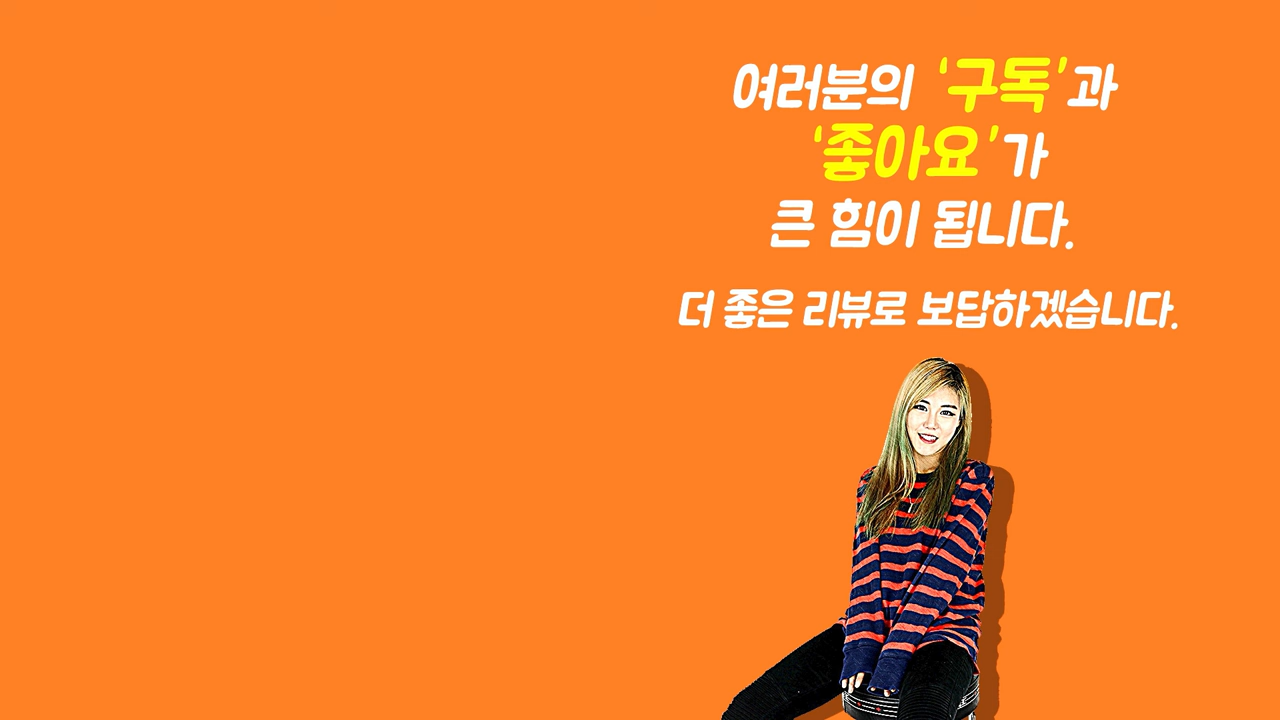 여러분의 '구독'과
'좋아요'가
큰 힘이 됩니다.
더 좋은 리뷰로 보답하겠습니다.